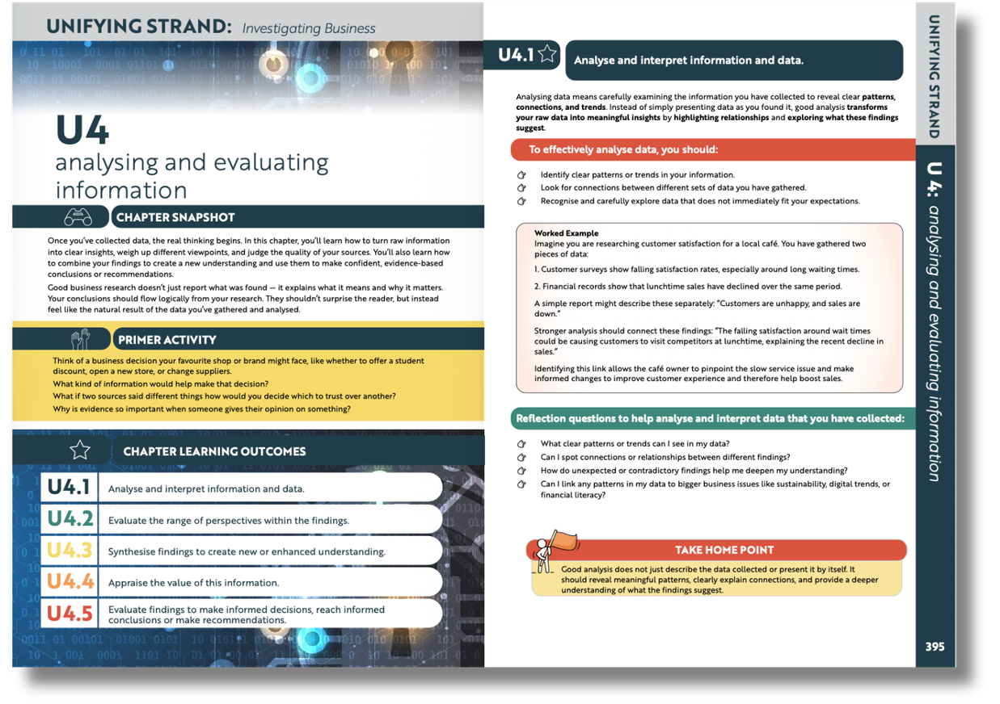 UNIFYING STRAND: Investigating Business
U4
analysing and evaluating
information
CHAPTER SNAPSHOT
Once you've collected data, the real thinking begins. In this chapter, you'll learn how to turn raw information
into clear insights, weigh up different viewpoints, and judge the quality of your sources. You'll also learn how
to combine your findings to create a new understanding and use them to make confident, evidence-based
conclusions or recommendations.
Good business research doesn't just report what was found — it explains what it means and why it matters.
Your conclusions should flow logically from your research. They shouldn't surprise the reader, but instead
feel like the natural result of the data you've gathered and analysed.
PRIMER ACTIVITY
Think of a business decision your favourite shop or brand might face, like whether to offer a student
discount, open a new store, or change suppliers.
What kind of information would help make that decision?
What if two sources said different things how would you decide which to trust over another?
Why is evidence so important when someone gives their opinion on something?
CHAPTER LEARNING OUTCOMES
U4.1 Analyse and interpret information and data.
U4.2 Evaluate the range of perspectives within the findings.
U4.3 Synthesise findings to create new or enhanced understanding.
U4.4 Appraise the value of this information.
U4.5 Evaluate findings to make informed decisions, reach informed
conclusions or make recommendations.
U4.1 Analyse and interpret information and data.
Analysing data means carefully examining the information you have collected to reveal clear patterns,
connections, and trends. Instead of simply presenting data as you found it, good analysis transforms
your raw data into meaningful insights by highlighting relationships and exploring what these findings
suggest.
To effectively analyse data, you should:
Identify clear patterns or trends in your information.
Look for connections between different sets of data you have gathered.
Recognise and carefully explore data that does not immediately fit your expectations.
Worked Example
Imagine you are researching customer satisfaction for a local café. You have gathered two
pieces of data:
1. Customer surveys show falling satisfaction rates, especially around long waiting times.
2. Financial records show that lunchtime sales have declined over the same period.
A simple report might describe these separately: "Customers are unhappy, and sales are
down."
Stronger analysis should connect these findings: "The falling satisfaction around wait times
could be causing customers to visit competitors at lunchtime, explaining the recent decline in
sales."
Identifying this link allows the café owner to pinpoint the slow service issue and make
informed changes to improve customer experience and therefore help boost sales.
Reflection questions to help analyse and interpret data that you have collected:
What clear patterns or trends can I see in my data?
Can I spot connections or relationships between different findings?
How do unexpected or contradictory findings help me deepen my understanding?
Can I link any patterns in my data to bigger business issues like sustainability, digital trends, or
financial literacy?
TAKE HOME POINT
Good analysis does not just describe the data collected or present it by itself. It
should reveal meaningful patterns, clearly explain connections, and provide a deeper
understanding of what the findings suggest.
UNIFYING STRAND
U 4: analysing and evaluating information
395